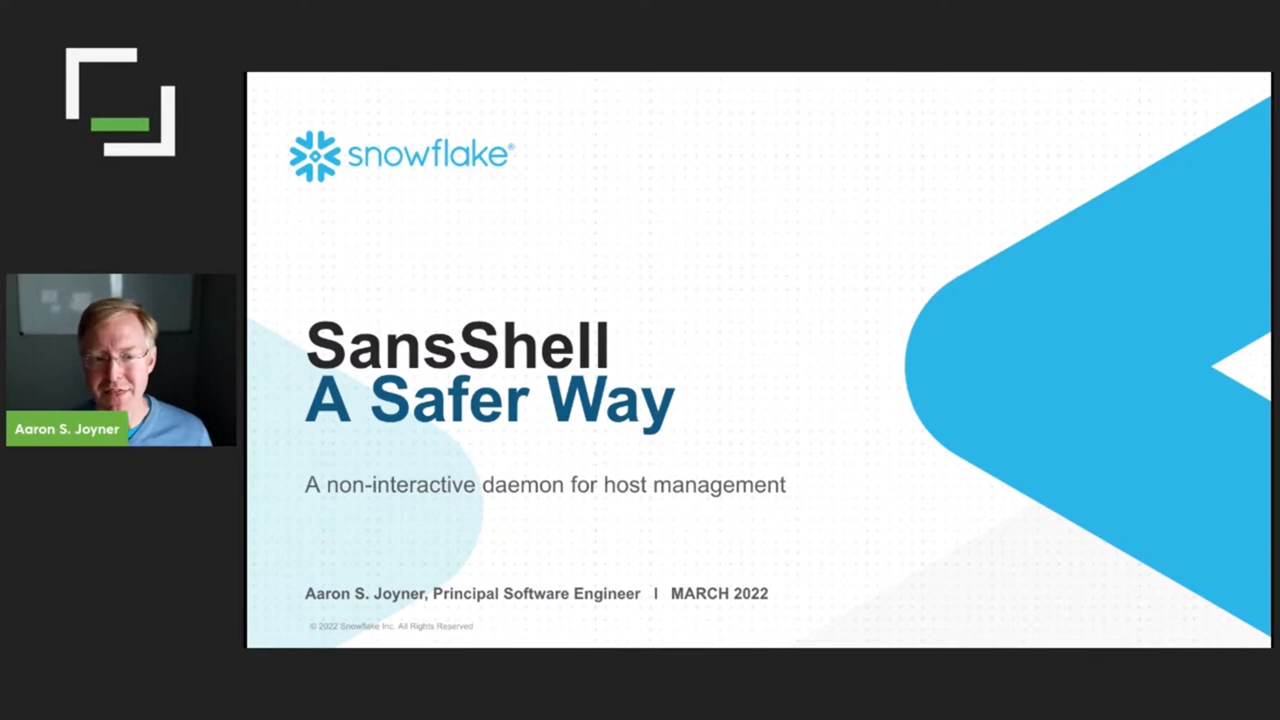 snowflake®
SansShell
A Safer Way
A non-interactive daemon for host management
Aaron S. Joyner
Aaron S. Joyner, Principal Software Engineer | MARCH 2022
© 2022 Snowflake Inc. All Rights Reserved